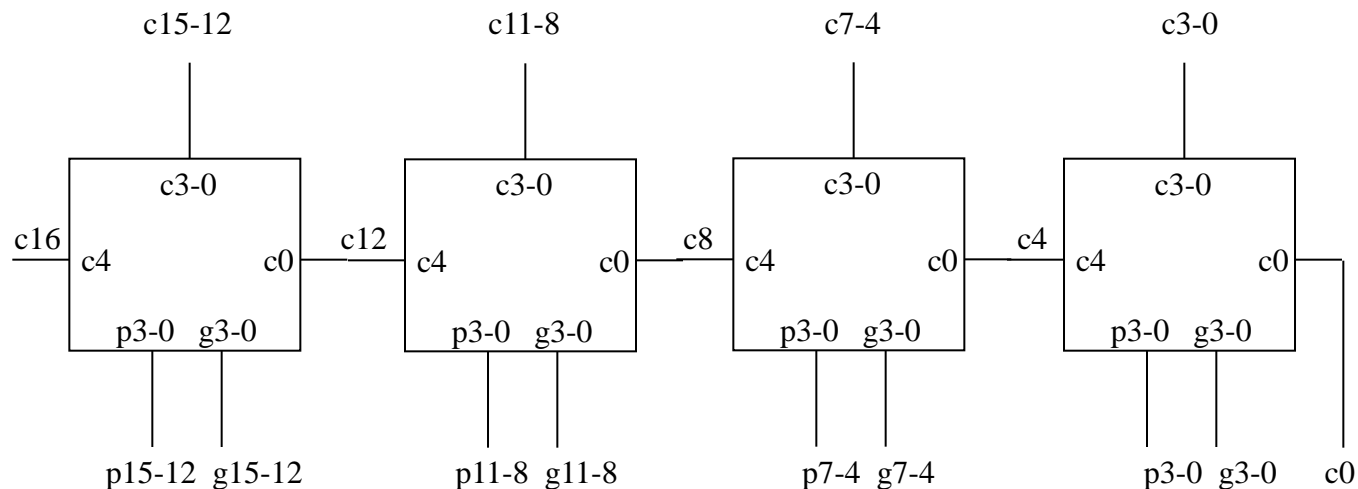 c15-12 c11-8 c7-4 c3-0
c3-0 c3-0 c3-0 c3-0
c16 c12 c8 c4
c4 c0 c4 c0 c4 c0 c4 c0
p3-0 g3-0 p3-0 g3-0 p3-0 g3-0 p3-0 g3-0
p15-12 g15-12 p11-8 g11-8 p7-4 g7-4 p3-0 g3-0 c0